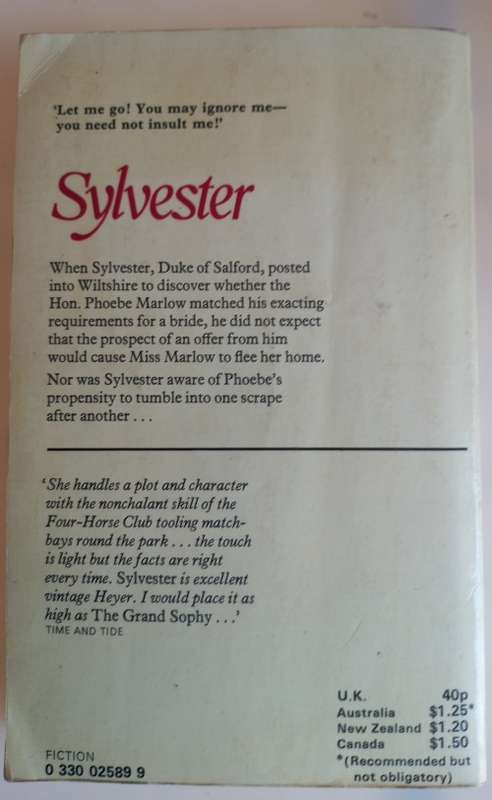 'Let me go! You may ignore me—
you need not insult me!'
Sylvester
When Sylvester, Duke of Salford, posted
into Wiltshire to discover whether the
Hon. Phoebe Marlow matched his exacting
requirements for a bride, he did not expect
that the prospect of an offer from him
would cause Miss Marlow to flee her home.
Nor was Sylvester aware of Phoebe's
propensity to tumble into one scrape
after another . . .
'She handles a plot and character
with the nonchalant skill of the
Four-Horse Club tooling match-
bays round the park . . . the touch
is light but the facts are right
every time. Sylvester is excellent
vintage Heyer. I would place it as
high as The Grand Sophy . . .'
TIME AND TIDE
U.K. 40p
Australia $1.25*
New Zealand $1.20
Canada $1.50
*(Recommended but
not obligatory)
FICTION
0 330 02589 9